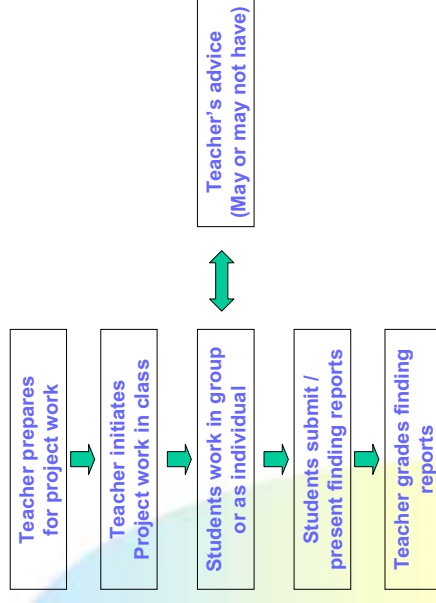 Teacher prepares
for project work
Teacher initiates
Project work in class
Students work in group
or as individual
Teacher's advice
(May or may not have)
Students submit /
present finding reports
Teacher grades finding
reports